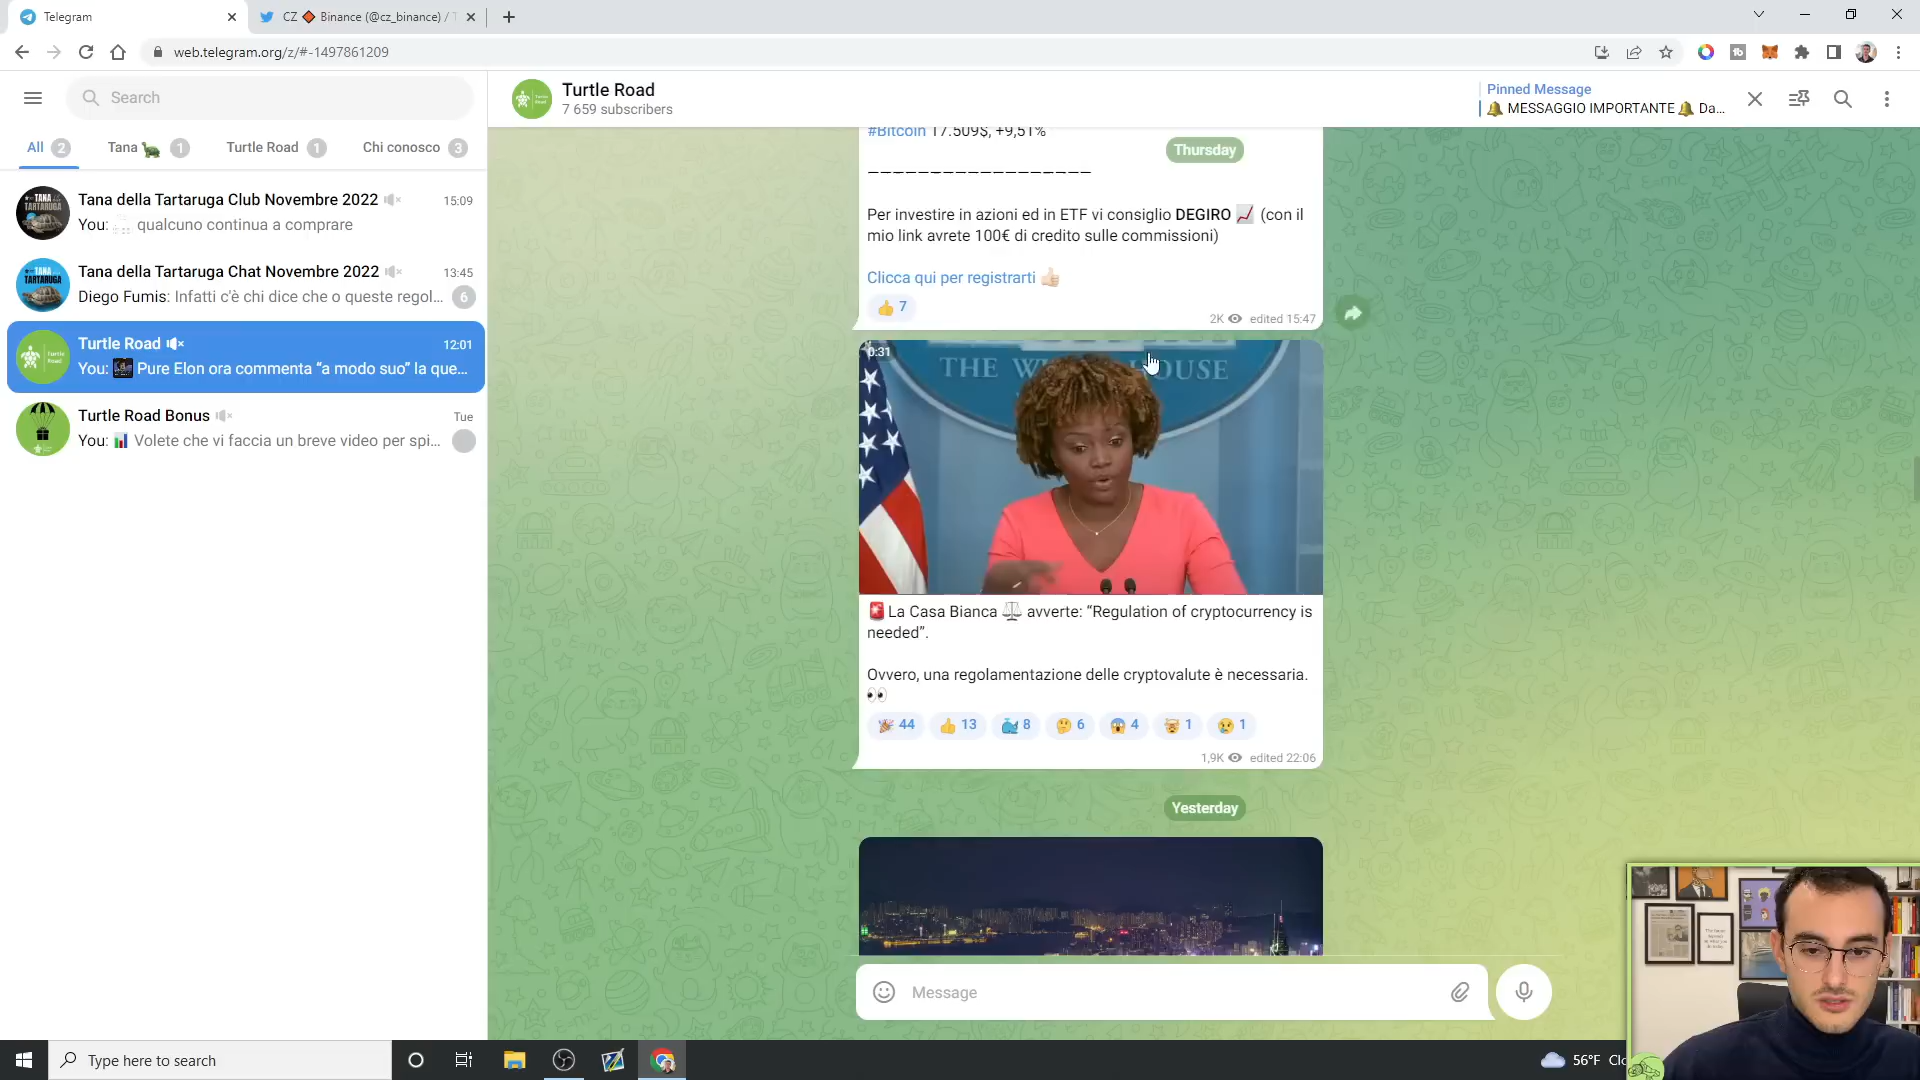 Telegram
CZ 🔶 Binance (@cz_binance) / T
web.telegram.org/z/#-1497861209
Search
All 2
Tana 🐢 1
Turtle Road 1
Chi conosco 3
Tana della Tartaruga Club Novembre 2022
15:09
You: qualcuno continua a comprare
Tana della Tartaruga Chat Novembre 2022
13:45
Diego Fumis: Infatti c'è chi dice che o queste regol...
6
Turtle Road
12:01
You: Pure Elon ora commenta “a modo suo” la que...
Turtle Road Bonus
Tue
You: 📊 Volete che vi faccia un breve video per spi...
Turtle Road
7 659 subscribers
Pinned Message
🔔 MESSAGGIO IMPORTANTE 🔔 Da...
#Bitcoin 17.509$, +9,51%
Thursday
——————————————————
Per investire in azioni ed in ETF vi consiglio DEGIRO 📈 (con il
mio link avrete 100€ di credito sulle commissioni)
Clicca qui per registrarti 👍🏻
👍 7
2K edited 15:47
0:31
THE WHITE HOUSE
🚨La Casa Bianca ⚖️ avverte: “Regulation of cryptocurrency is
needed”.
Ovvero, una regolamentazione delle cryptovalute è necessaria.
👀
🎉 44 👍 13 🐳 8 🤔 6 😱 4 🤯 1 😢 1
1,9K edited 22:06
Yesterday
Message
Type here to search
56°F Clo